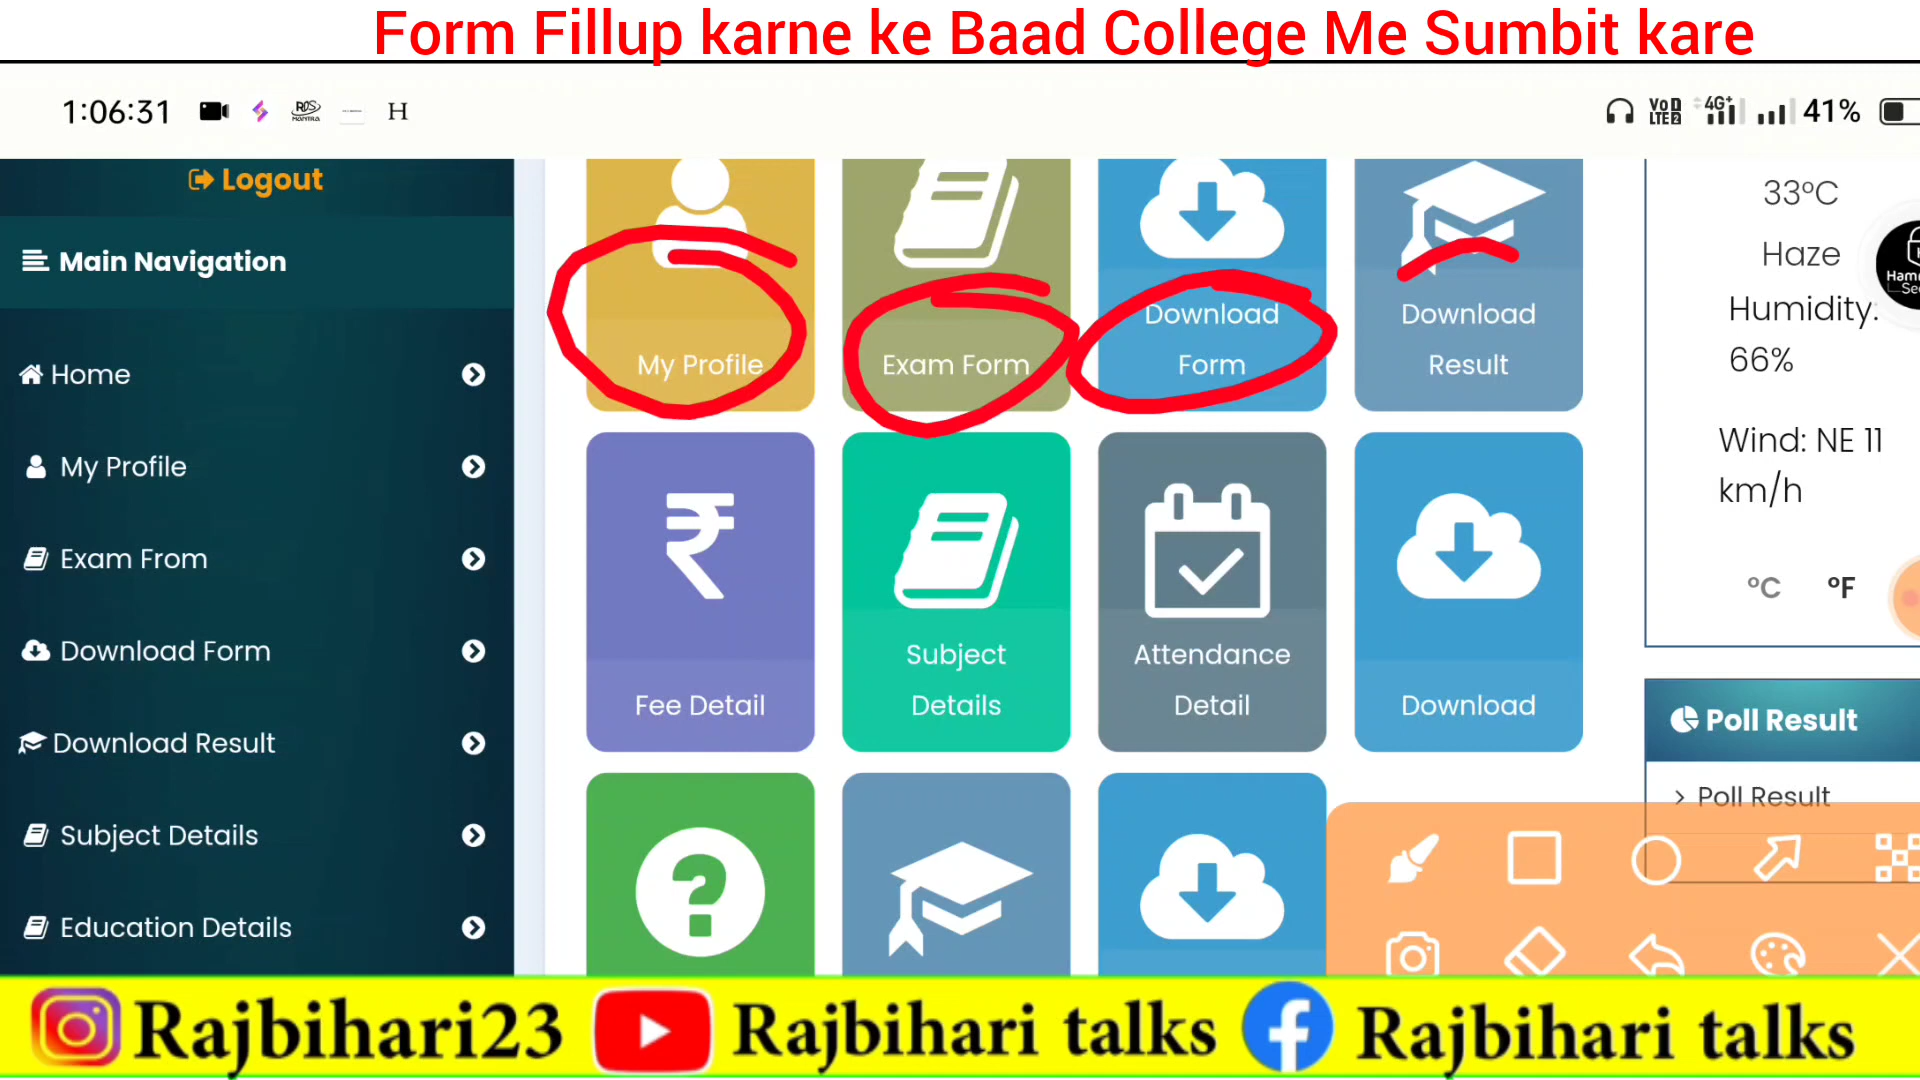 Form Fillup karne ke Baad College Me Sumbit kare
1:06:31 H
4G+ 41%
Logout
Main Navigation
Home
My Profile
Exam From
Download Form
Download Result
Subject Details
Education Details
My Profile
Exam Form
Download
Form
Download
Result
Fee Detail
Subject
Details
Attendance
Detail
Download
33°C
Haze
Humidity:
66%
Wind: NE 11
km/h
°C °F
Poll Result
> Poll Result
Rajbihari23 Rajbihari talks Rajbihari talks